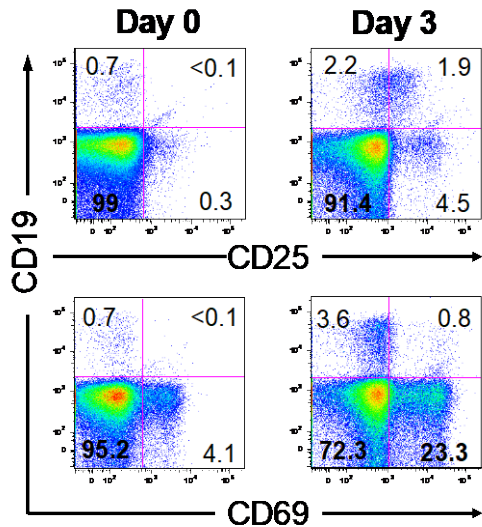 Day 0 Day 3
0.7 <0.1 2.2 1.9
99 0.3 91.4 4.5
CD19
CD25
0.7 <0.1 3.6 0.8
95.2 4.1 72.3 23.3
CD69